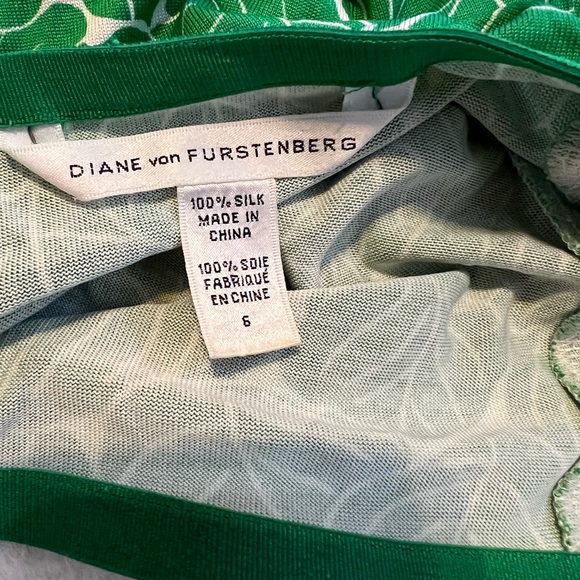 DIANE von FURSTENBERG
100% SILK
MADE IN
CHINA
100% SOIE
FABRIQUÉ
EN CHINE
6